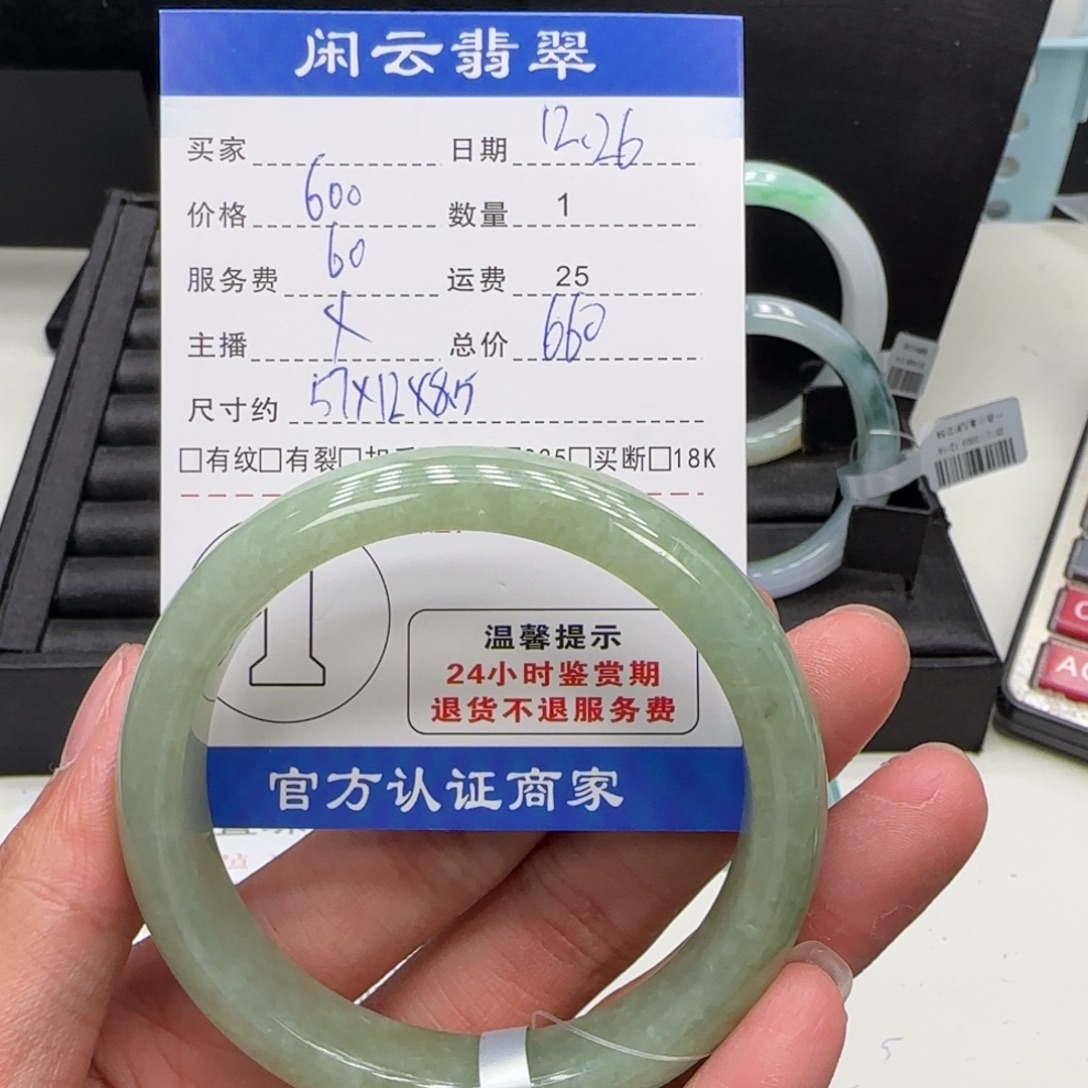 闲云翡翠
买家 日期 12.26
价格 600 数量 1
服务费 60 运费 25
主播 总价 660
尺寸约 57X12X8.5
□有纹□有裂□ □买断□18K
温馨提示
24小时鉴赏期
退货不退服务费
官方认证商家